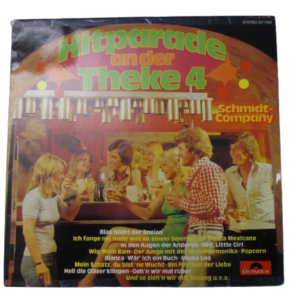 STEREO
Hitparade
an der
Theke 4
Schmidt-
Company
Blau blüht der Enzian
Ich fange nie mehr was an einem Sonntag an · Fiesta Mexicana
In den Augen der Anderen · Hey, Little Girl
Wig Wam Bam · Der Junge mit der Mundharmonika · Popcorn
Bianca · Wär' ich ein Buch · Mama Loo
Mein Schatz, du bist 'ne Wucht · Ein Festival der Liebe
Hell die Gläser klingen · Geh'n wir mal rüber
Und so zieh'n wir mit Gesang u.v.a.